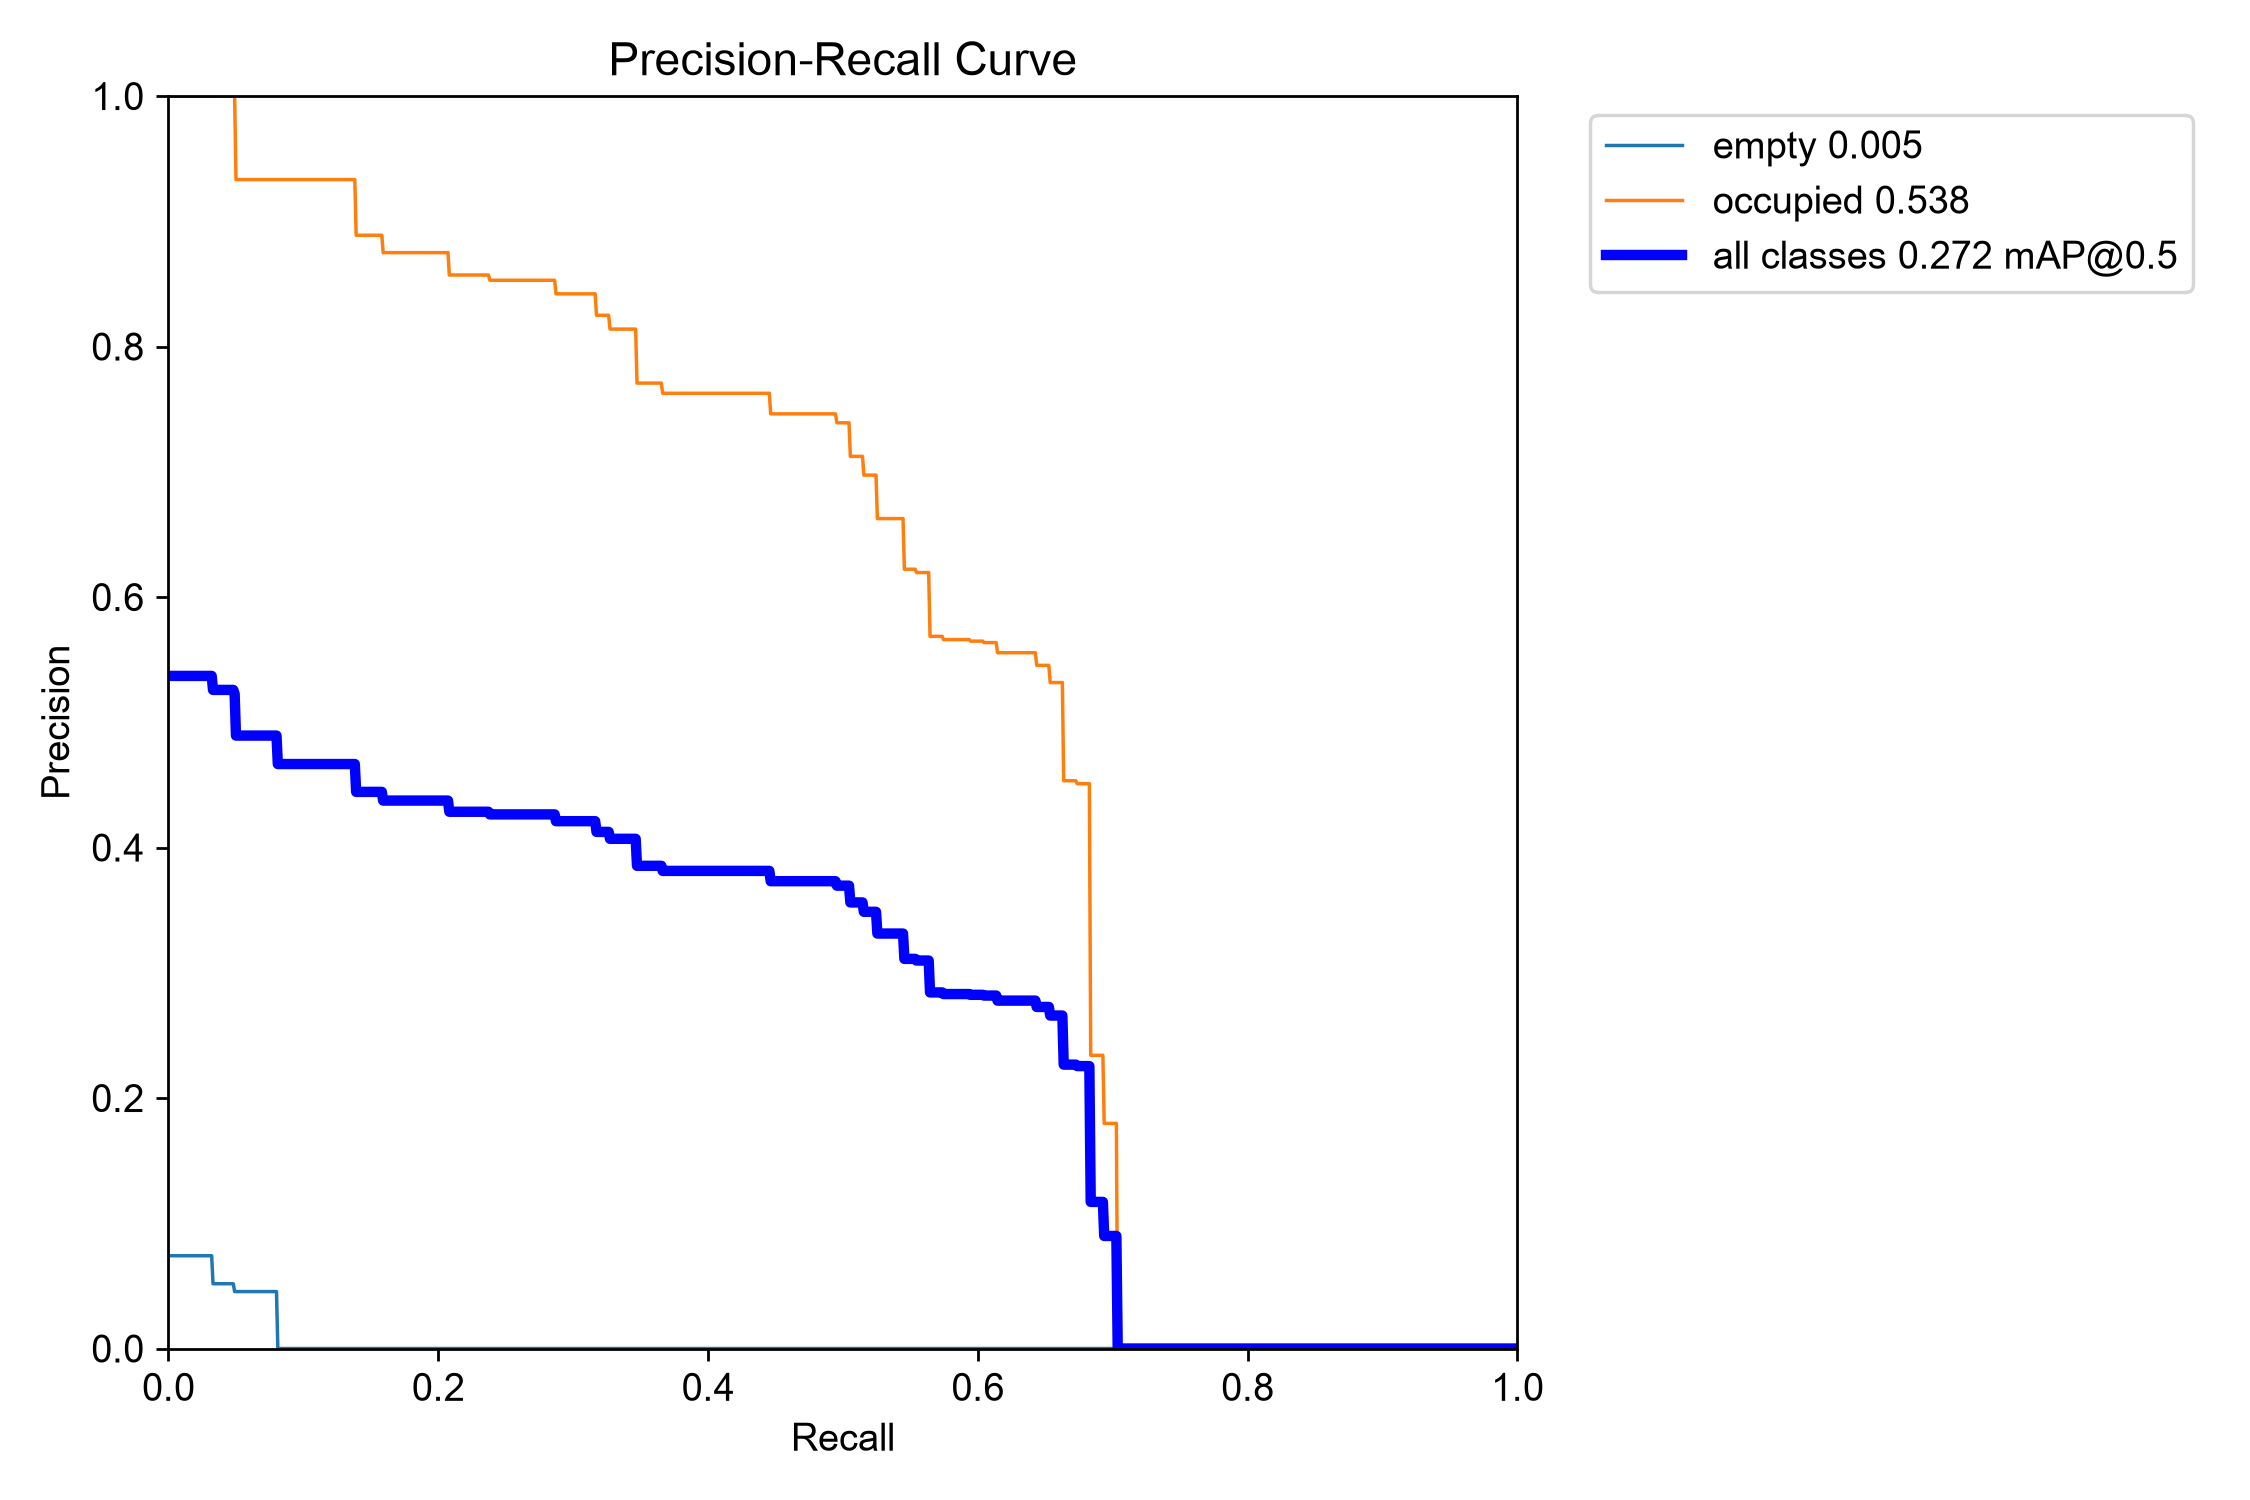 Precision-Recall Curve
1.0
0.8
0.6
0.4
0.2
0.0
Precision
0.0 0.2 0.4 0.6 0.8 1.0
Recall
empty 0.005
occupied 0.538
all classes 0.272 mAP@0.5